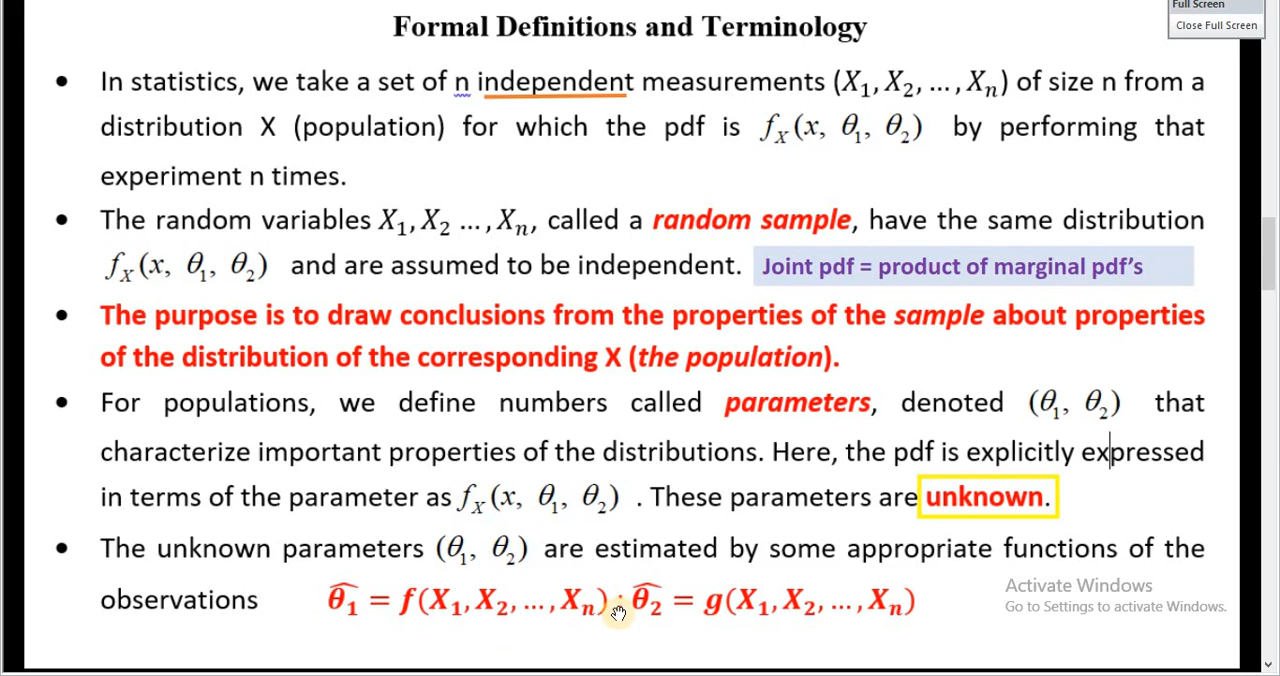 Full Screen
Close Full Screen
Formal Definitions and Terminology
• In statistics, we take a set of n independent measurements (X₁, X₂, ..., Xₙ) of size n from a
distribution X (population) for which the pdf is f_X(x, θ₁, θ₂) by performing that
experiment n times.
• The random variables X₁, X₂ ..., Xₙ, called a random sample, have the same distribution
f_X(x, θ₁, θ₂) and are assumed to be independent. Joint pdf = product of marginal pdf's
• The purpose is to draw conclusions from the properties of the sample about properties
of the distribution of the corresponding X (the population).
• For populations, we define numbers called parameters, denoted (θ₁, θ₂) that
characterize important properties of the distributions. Here, the pdf is explicitly expressed
in terms of the parameter as f_X(x, θ₁, θ₂) . These parameters are unknown.
• The unknown parameters (θ₁, θ₂) are estimated by some appropriate functions of the
observations θ̂₁ = f(X₁, X₂, ..., Xₙ) ; θ̂₂ = g(X₁, X₂, ..., Xₙ)
Activate Windows
Go to Settings to activate Windows.